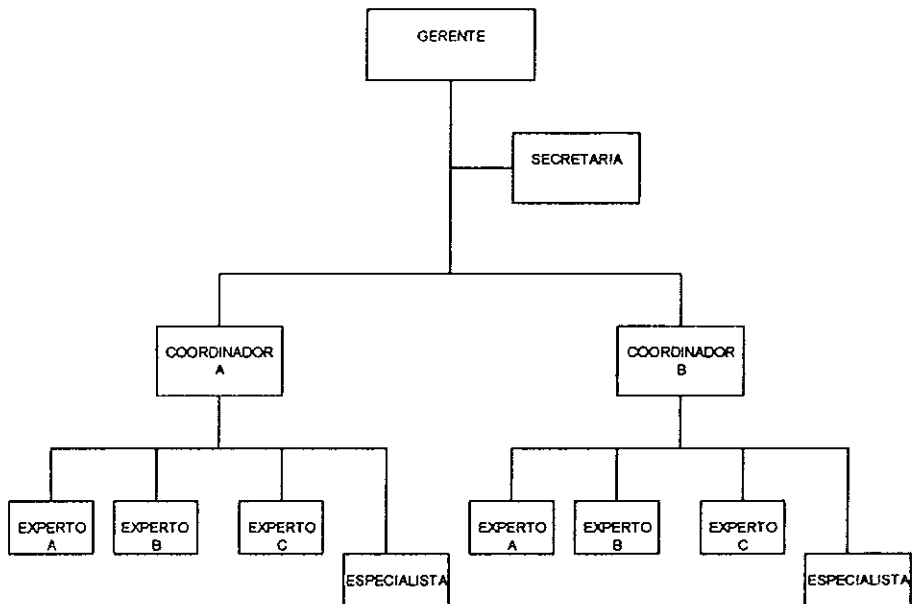 GERENTE
SECRETARIA
COORDINADOR
A
COORDINADOR
B
EXPERTO
A
EXPERTO
B
EXPERTO
C
ESPECIALISTA
EXPERTO
A
EXPERTO
B
EXPERTO
C
ESPECIALISTA